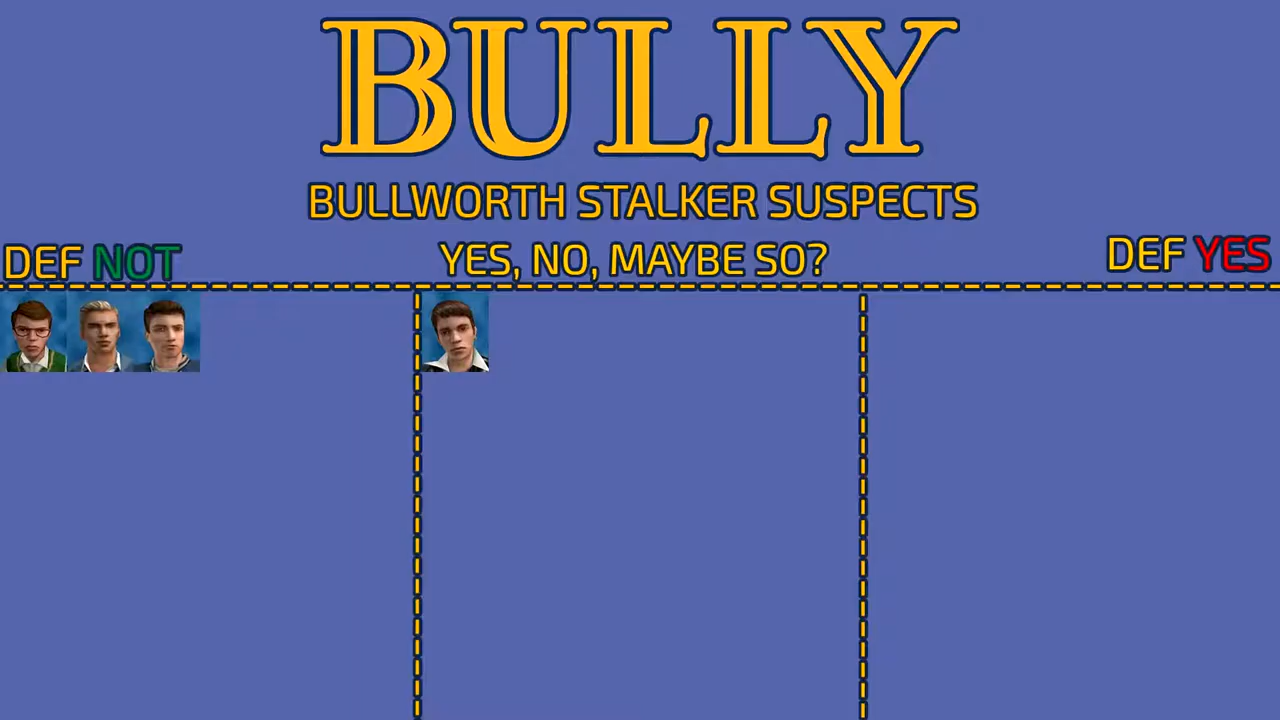 BULLY
BULLWORTH STALKER SUSPECTS
DEF NOT
YES, NO, MAYBE SO?
DEF YES